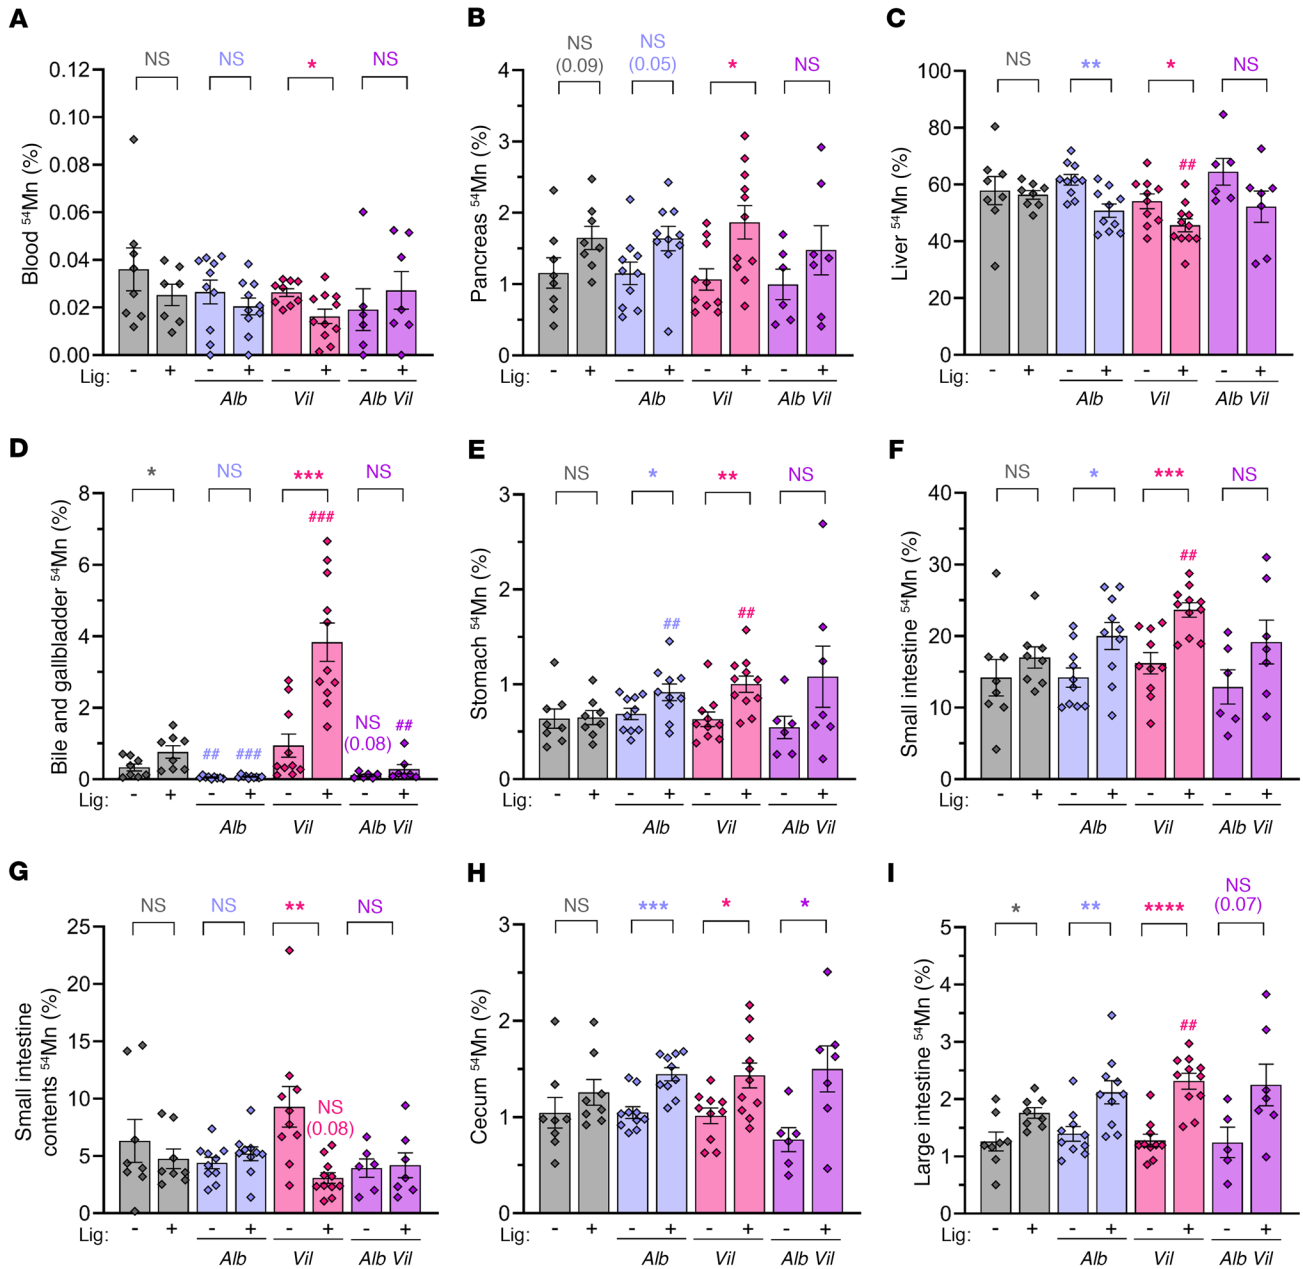 A
NS
NS
*
NS
Blood ⁵⁴Mn (%)
0.12
0.10
0.08
0.06
0.04
0.02
0.00
Lig: - + - + - + - +
Alb Vil Alb Vil
B
NS
(0.09)
NS
(0.05)
*
NS
Pancreas ⁵⁴Mn (%)
4
3
2
1
0
Lig: - + - + - + - +
Alb Vil Alb Vil
C
NS
**
*
NS
##
Liver ⁵⁴Mn (%)
100
80
60
40
20
0
Lig: - + - + - + - +
Alb Vil Alb Vil
D
*
NS
***
NS
###
## ###
NS
(0.08)
##
Bile and gallbladder ⁵⁴Mn (%)
8
6
4
2
0
Lig: - + - + - + - +
Alb Vil Alb Vil
E
NS
*
**
NS
##
##
Stomach ⁵⁴Mn (%)
3
2
1
0
Lig: - + - + - + - +
Alb Vil Alb Vil
F
NS
*
***
NS
##
Small intestine ⁵⁴Mn (%)
40
30
20
10
0
Lig: - + - + - + - +
Alb Vil Alb Vil
G
NS
NS
**
NS
NS
(0.08)
Small intestine
contents ⁵⁴Mn (%)
25
20
15
10
5
0
Lig: - + - + - + - +
Alb Vil Alb Vil
H
NS
***
*
*
Cecum ⁵⁴Mn (%)
3
2
1
0
Lig: - + - + - + - +
Alb Vil Alb Vil
I
*
**
****
NS
(0.07)
##
Large intestine ⁵⁴Mn (%)
5
4
3
2
1
0
Lig: - + - + - + - +
Alb Vil Alb Vil